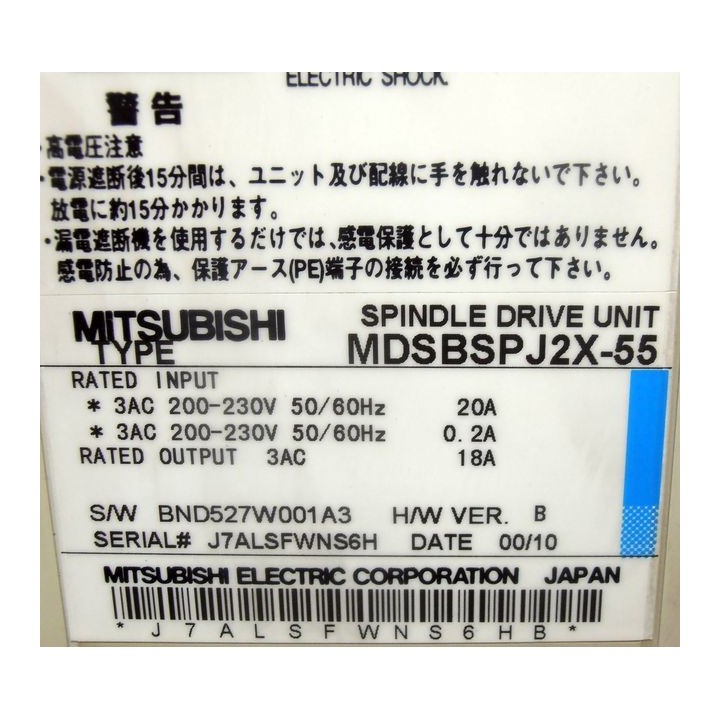 ELECTRIC SHOCK.
警告
・高電圧注意
・電源遮断後15分間は、ユニット及び配線に手を触れないで下さい。
放電に約15分かかります。
・漏電遮断機を使用するだけでは、感電保護として十分ではありません。
感電防止の為、保護アース(PE)端子の接続を必ず行って下さい。
MITSUBISHI SPINDLE DRIVE UNIT
TYPE MDSBSPJ2X-55
RATED INPUT
* 3AC 200-230V 50/60Hz 20A
* 3AC 200-230V 50/60Hz 0.2A
RATED OUTPUT 3AC 18A
S/W BND527W001A3 H/W VER. B
SERIAL# J7ALSFWNS6H DATE 00/10
MITSUBISHI ELECTRIC CORPORATION JAPAN
*J7ALSFWNS6HB*